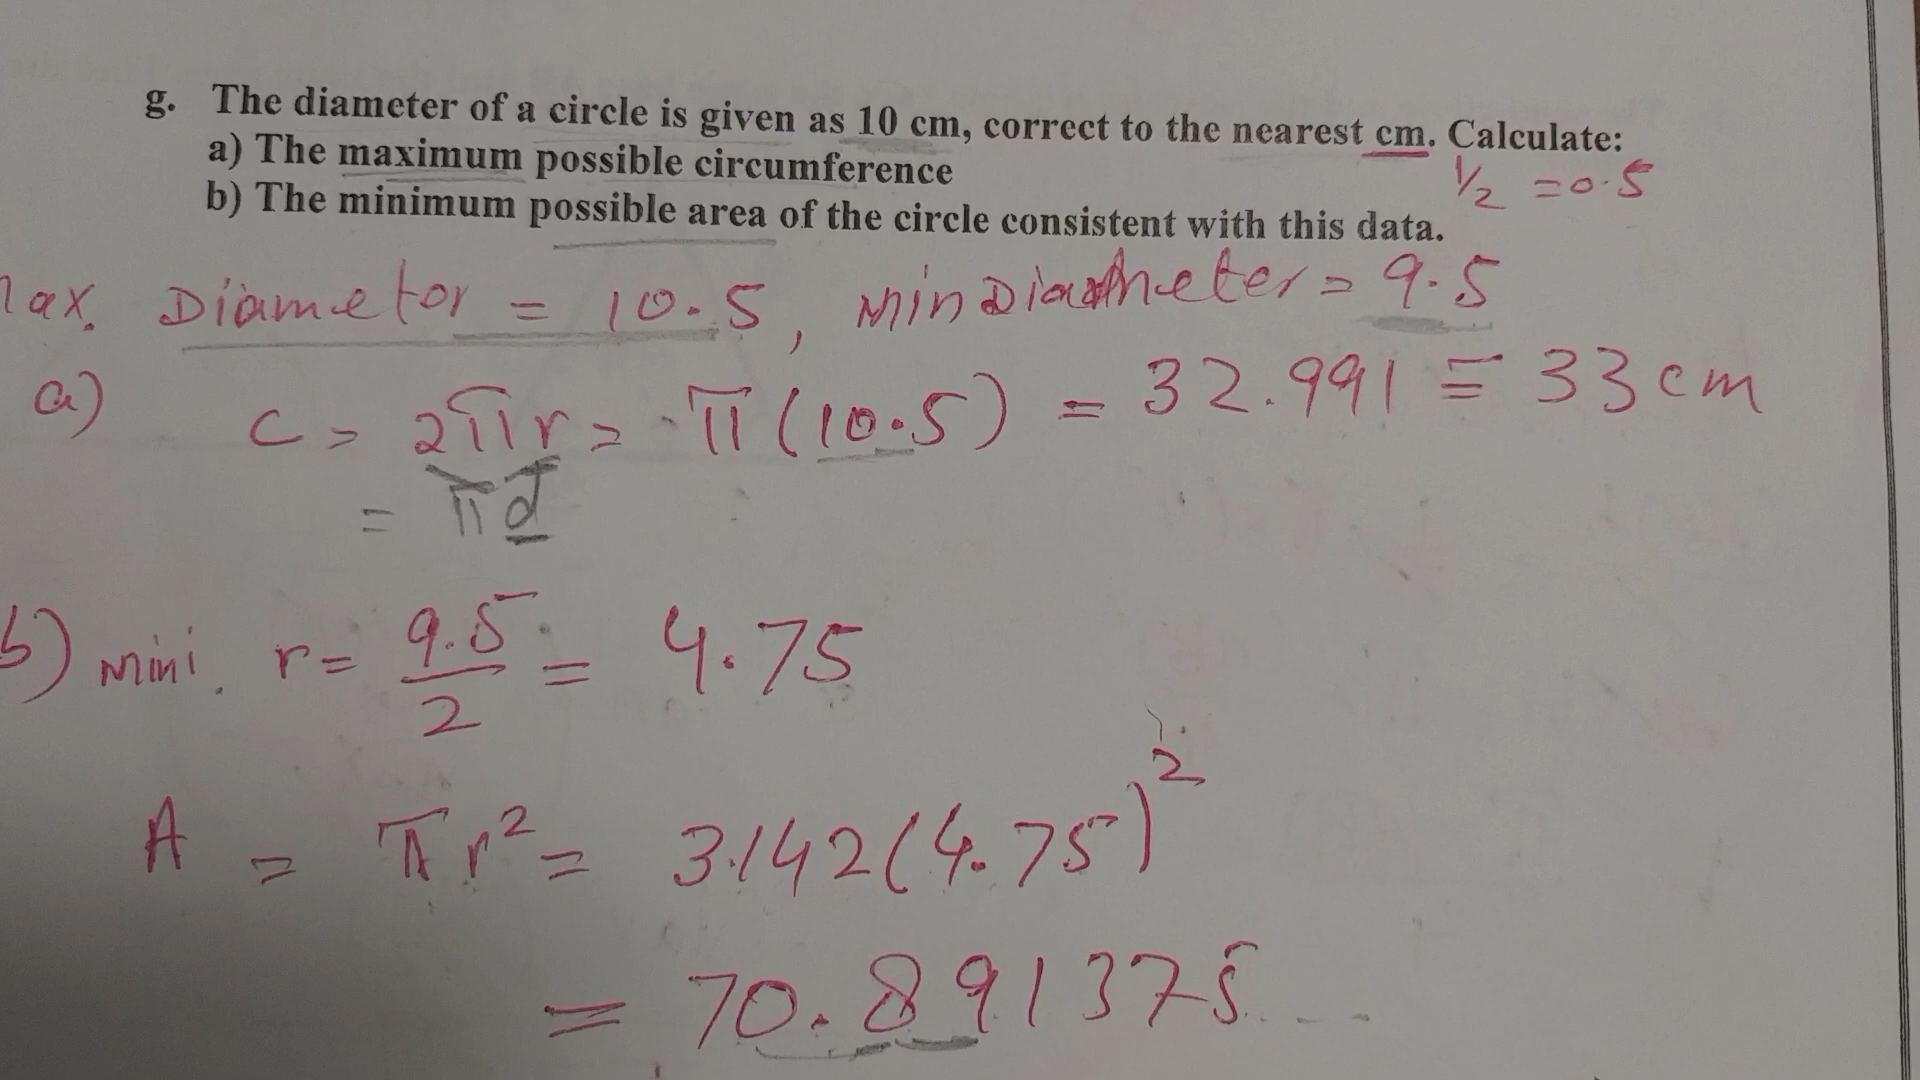 g. The diameter of a circle is given as 10 cm, correct to the nearest cm. Calculate:
a) The maximum possible circumference
1/2 = 0.5
b) The minimum possible area of the circle consistent with this data.
Max. Diameter = 10.5, Min Diameter = 9.5
a) C = 2πr = π(10.5) = 32.991 = 33 cm
= πd
b) mini. r = 9.5/2 = 4.75
A = πr² = 3.142(4.75)²
= 70.891375...